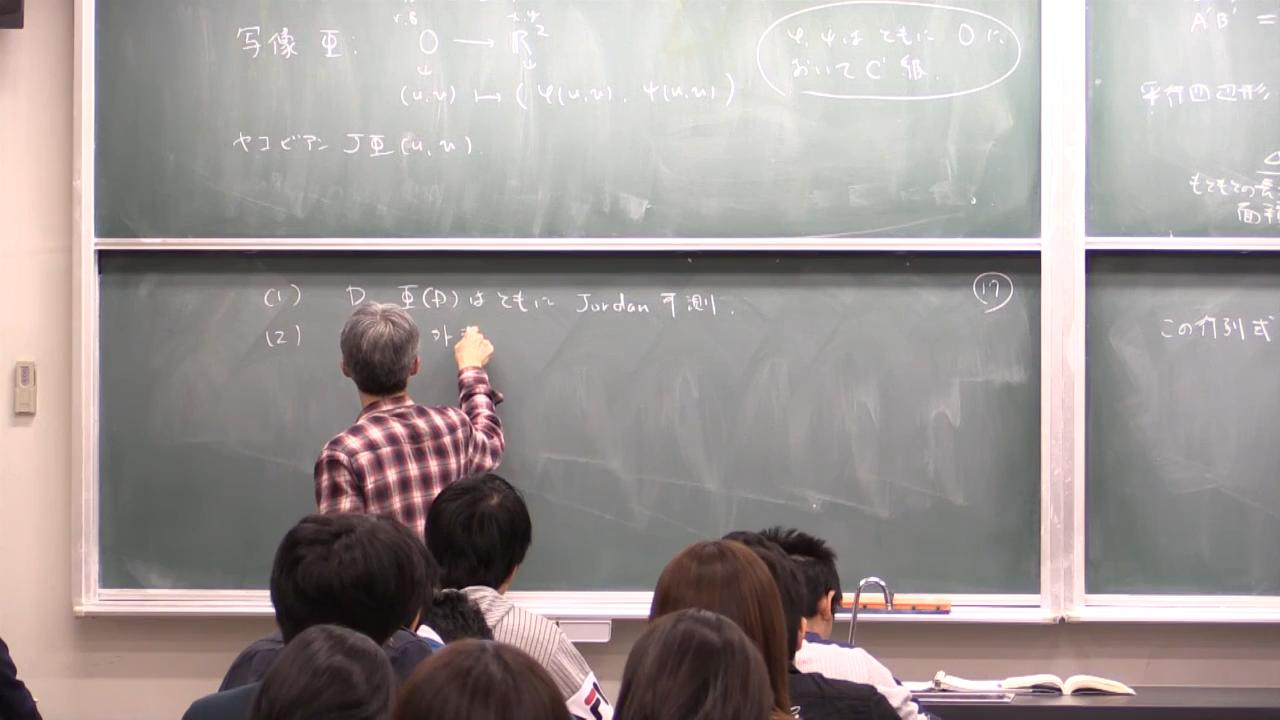 写像 Φ: O → R²
(u,v) ↦ (φ(u,v), ψ(u,v))
φ, ψ は ともに O に
おいて C¹ 級.
ヤコビアン JΦ(u,v).
(1) D, Φ(D) は ともに Jordan 可測.
(2) 外
17
A'B' =
平行四辺形
もともとの
面積
この行列式
FILA